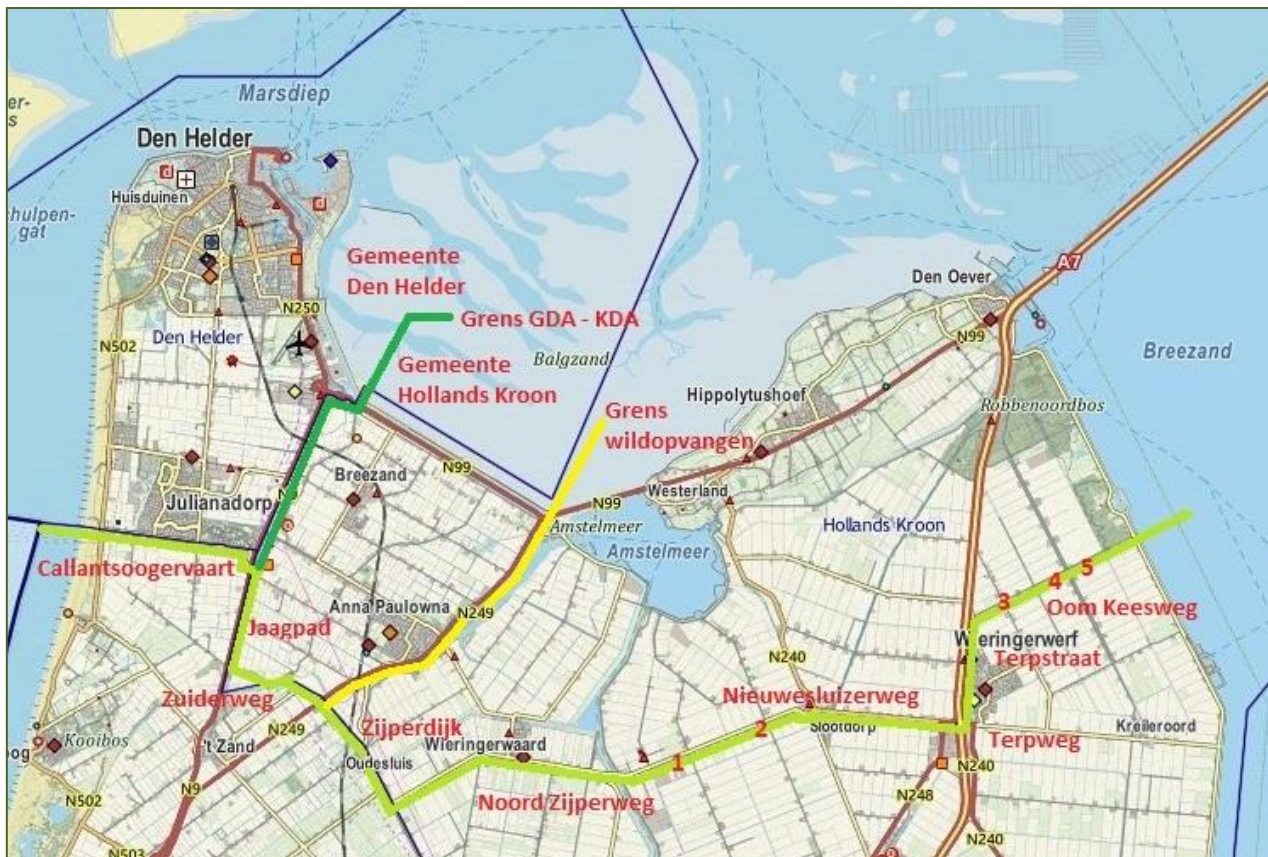 Marsdiep
Den Helder
Huisduinen
N250
N502
Den Helder
Gemeente
Den Helder
Grens GDA - KDA
Gemeente
Hollands Kroon
Balgzand
Den Oever
A7
N99
Breezand
Hippolytushoef
Robbenoordbos
Grens
wildopvangen
N99
Breezand
Julianadorp
N99
Westerland
Amstelmeer
Amstelmeer
Hollands Kroon
Callantsoogervaart
Jaagpad
Anna Paulowna
N249
3
4
5
Oom Keesweg
Wieringerwerf
Terpstraat
N240
Nieuwesluizerweg
Zuiderweg
N249
Zijperdijk
Wieringerwaard
1
2
Slootdorp
Terpweg
Kreileroord
Kooibos
't Zand
Oudesluis
N9
Noord Zijperweg
N240
N248
N502
N503
N240